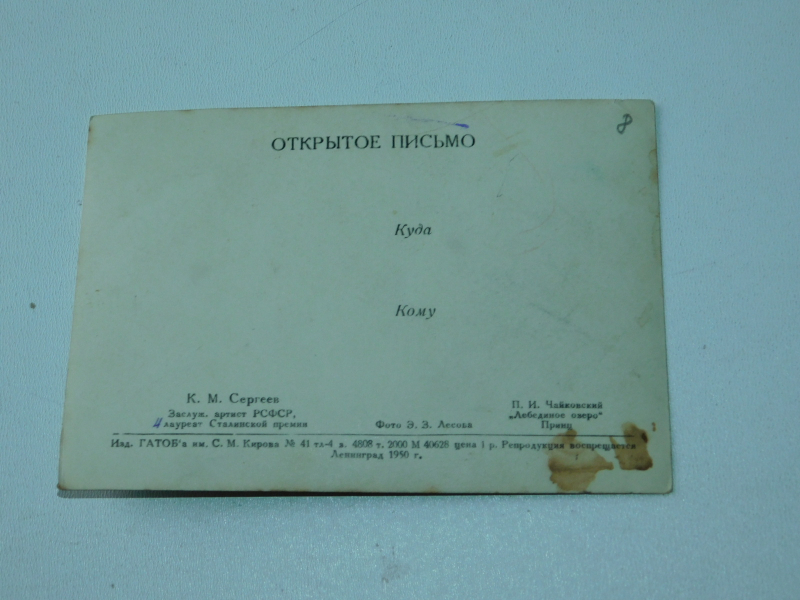 8
ОТКРЫТОЕ ПИСЬМО
Куда
Кому
К. М. Сергеев
Заслуж. артист РСФСР,
лауреат Сталинской премии
Фото Э. З. Лесова
П. И. Чайковский
„Лебединое озеро“
Принц
Изд. ГАТОБ'а им. С. М. Кирова № 41 тл-4 з. 4808 т. 2000 М 40628 цена 1 р. Репродукция воспрещается
Ленинград 1950 г.